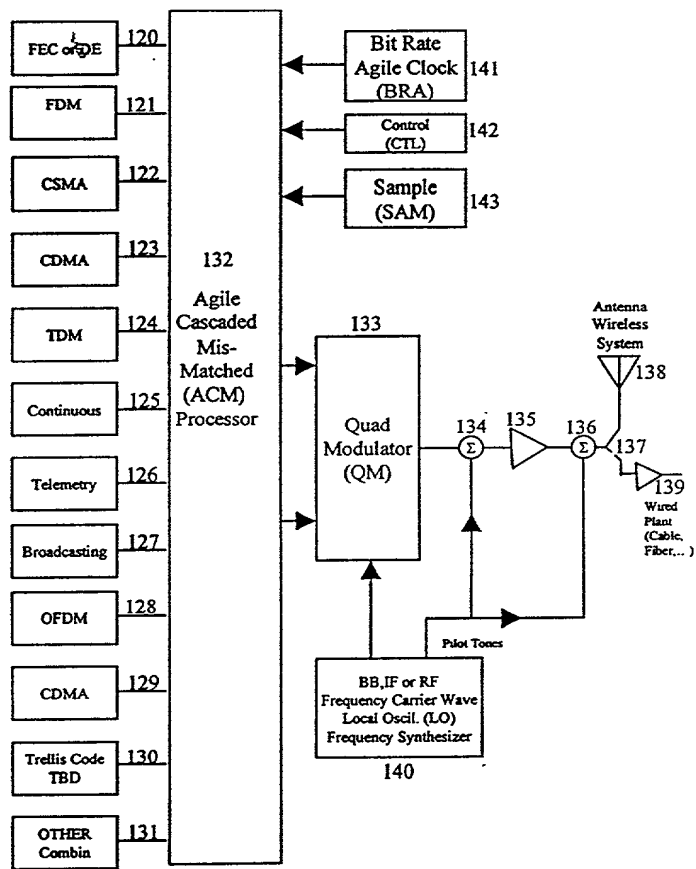 FEC or DE
120
FDM
121
CSMA
122
CDMA
123
TDM
124
Continuous
125
Telemetry
126
Broadcasting
127
OFDM
128
CDMA
129
Trellis Code
TBD
130
OTHER
Combin
131
132
Agile
Cascaded
Mis-
Matched
(ACM)
Processor
Bit Rate
Agile Clock
(BRA)
141
Control
(CTL)
142
Sample
(SAM)
143
133
Quad
Modulator
(QM)
134
Σ
135
136
Σ
137
Antenna
Wireless
System
138
139
Wired
Plant
(Cable,
Fiber,... )
Pilot Tones
BB,IF or RF
Frequency Carrier Wave
Local Oscil. (LO)
Frequency Synthesizer
140